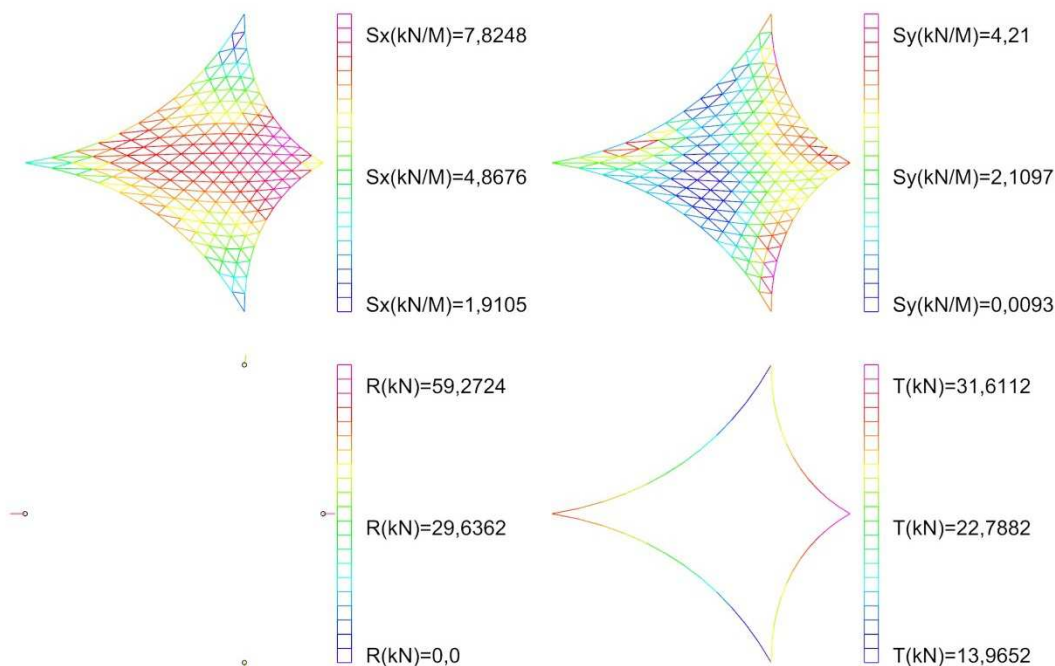 Sx(kN/M)=7,8248
Sx(kN/M)=4,8676
Sx(kN/M)=1,9105
Sy(kN/M)=4,21
Sy(kN/M)=2,1097
Sy(kN/M)=0,0093
R(kN)=59,2724
R(kN)=29,6362
R(kN)=0,0
T(kN)=31,6112
T(kN)=22,7882
T(kN)=13,9652